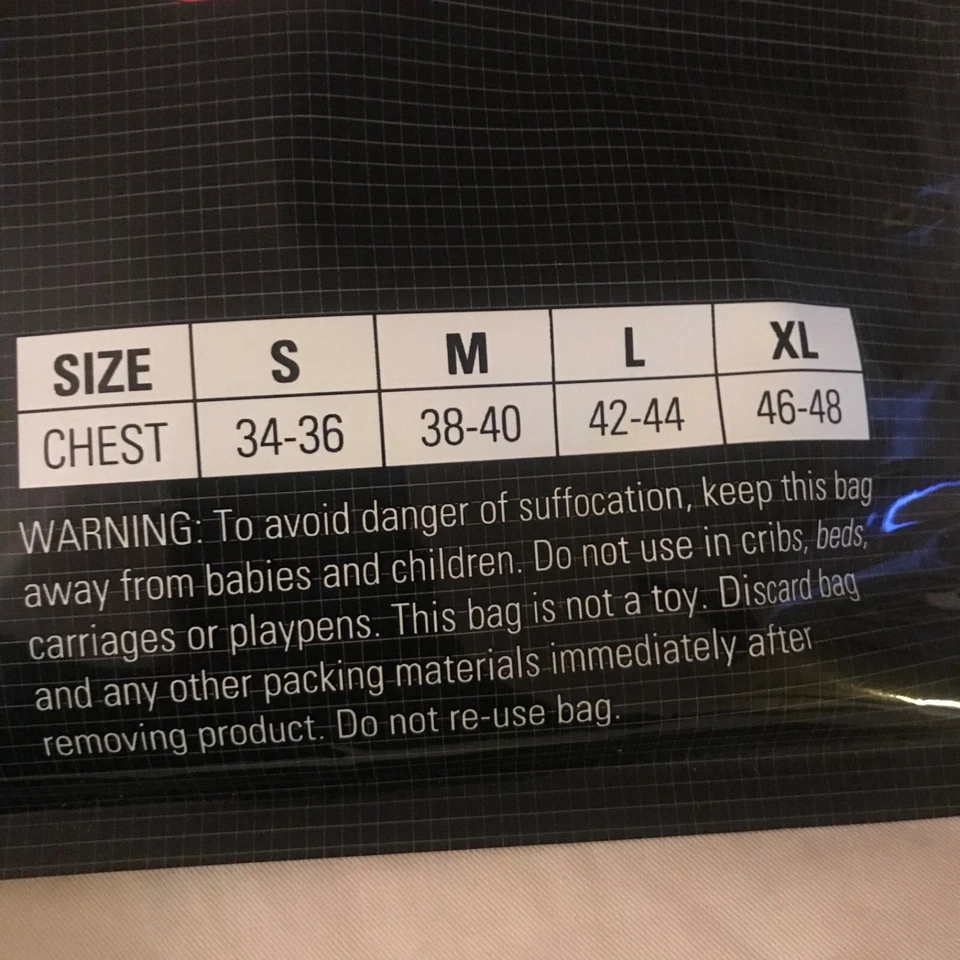 SIZE S M L XL
CHEST 34-36 38-40 42-44 46-48
WARNING: To avoid danger of suffocation, keep this bag
away from babies and children. Do not use in cribs, beds,
carriages or playpens. This bag is not a toy. Discard bag
and any other packing materials immediately after
removing product. Do not re-use bag.